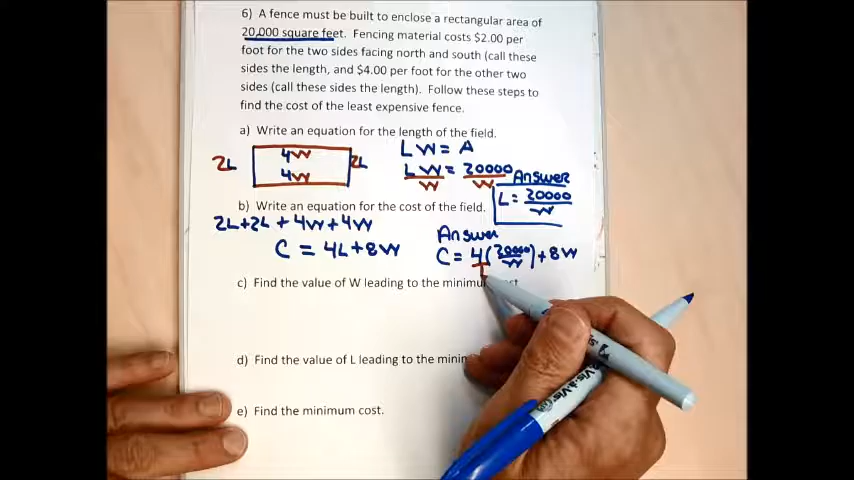 6) A fence must be built to enclose a rectangular area of
20,000 square feet. Fencing material costs $2.00 per
foot for the two sides facing north and south (call these
sides the length, and $4.00 per foot for the other two
sides (call these sides the length). Follow these steps to
find the cost of the least expensive fence.
a) Write an equation for the length of the field.
2L 4W 2L
4W
LW = A
LW/W = 20000/W
Answer
L = 20000/W
b) Write an equation for the cost of the field.
2L+2L + 4W+4W
C = 4L+8W
Answer
C = 4(20000/W)+8W
c) Find the value of W leading to the minimu
d) Find the value of L leading to the
e) Find the minimum cost.